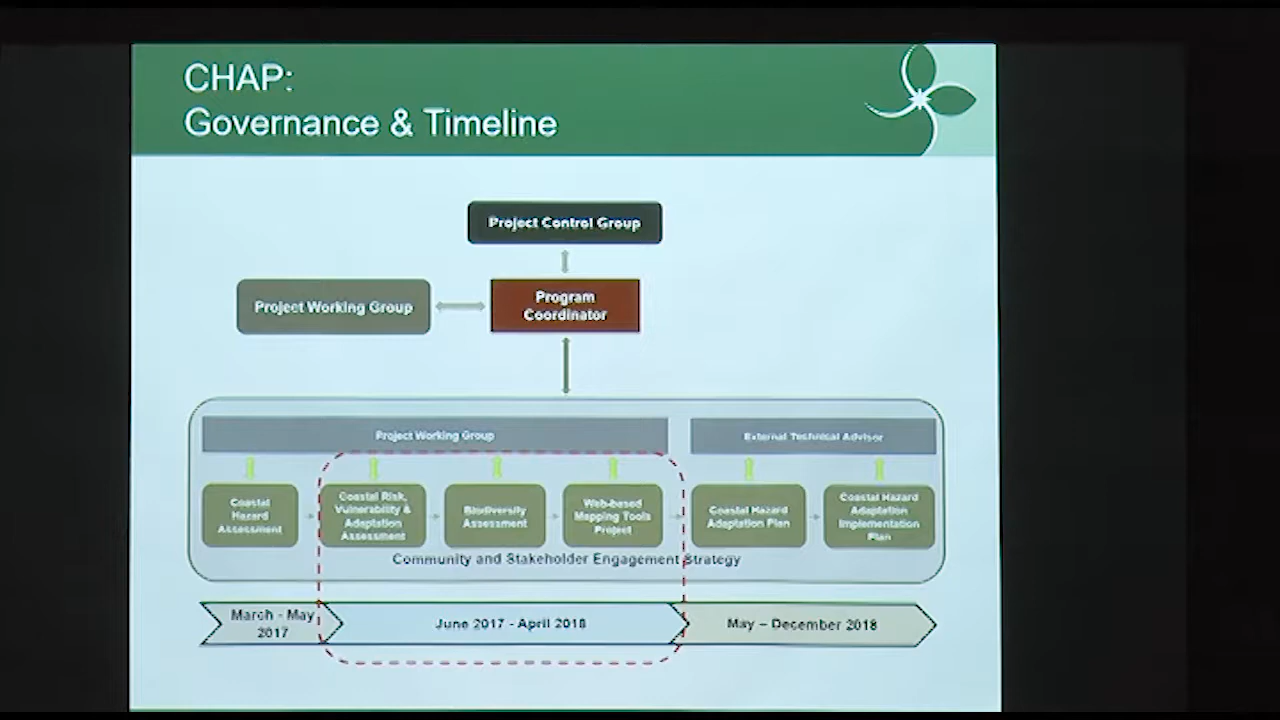 CHAP:
Governance & Timeline
Project Control Group
Project Working Group
Program
Coordinator
Project Working Group
External Technical Advisor
Coastal
Hazard
Assessment
Coastal Risk,
Vulnerability &
Adaptation
Assessment
Biodiversity
Assessment
Web-based
Mapping Tools
Project
Coastal Hazard
Adaptation Plan
Coastal Hazard
Adaptation
Implementation
Plan
Community and Stakeholder Engagement Strategy
March - May
2017
June 2017 - April 2018
May – December 2018